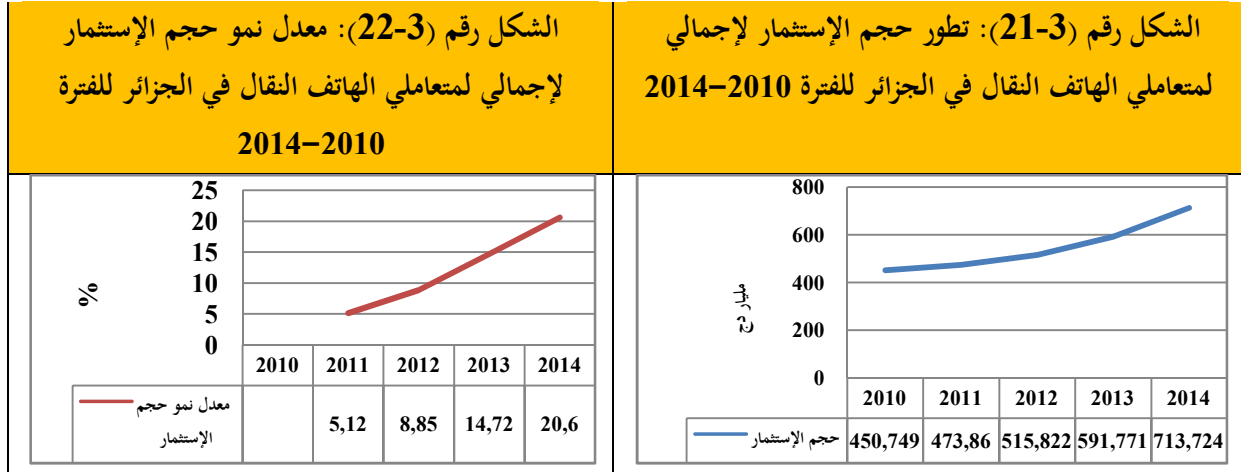 الشكل رقم (3-21): تطور حجم الإستثمار لإجمالي
لمتعاملي الهاتف النقال في الجزائر للفترة 2010–2014
800
600
400
200
0
مليار دج
2010 2011 2012 2013 2014
حجم الإستثمار 450,749 473,86 515,822 591,771 713,724
الشكل رقم (3-22): معدل نمو حجم الإستثمار
لإجمالي لمتعاملي الهاتف النقال في الجزائر للفترة
2010–2014
25
20
15
10
5
0
%
2010 2011 2012 2013 2014
معدل نمو حجم
الإستثمار
5,12 8,85 14,72 20,6